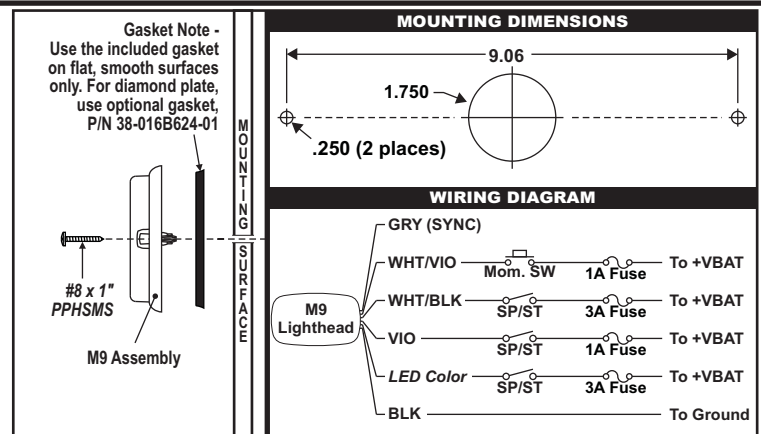 Gasket Note -
Use the included gasket
on flat, smooth surfaces
only. For diamond plate,
use optional gasket,
P/N 38-016B624-01
MOUNTING SURFACE
#8 x 1"
PPHSMS
M9 Assembly
MOUNTING DIMENSIONS
9.06
1.750
.250 (2 places)
WIRING DIAGRAM
M9
Lighthead
GRY (SYNC)
WHT/VIO Mom. SW 1A Fuse To +VBAT
WHT/BLK SP/ST 3A Fuse To +VBAT
VIO SP/ST 1A Fuse To +VBAT
LED Color SP/ST 3A Fuse To +VBAT
BLK To Ground